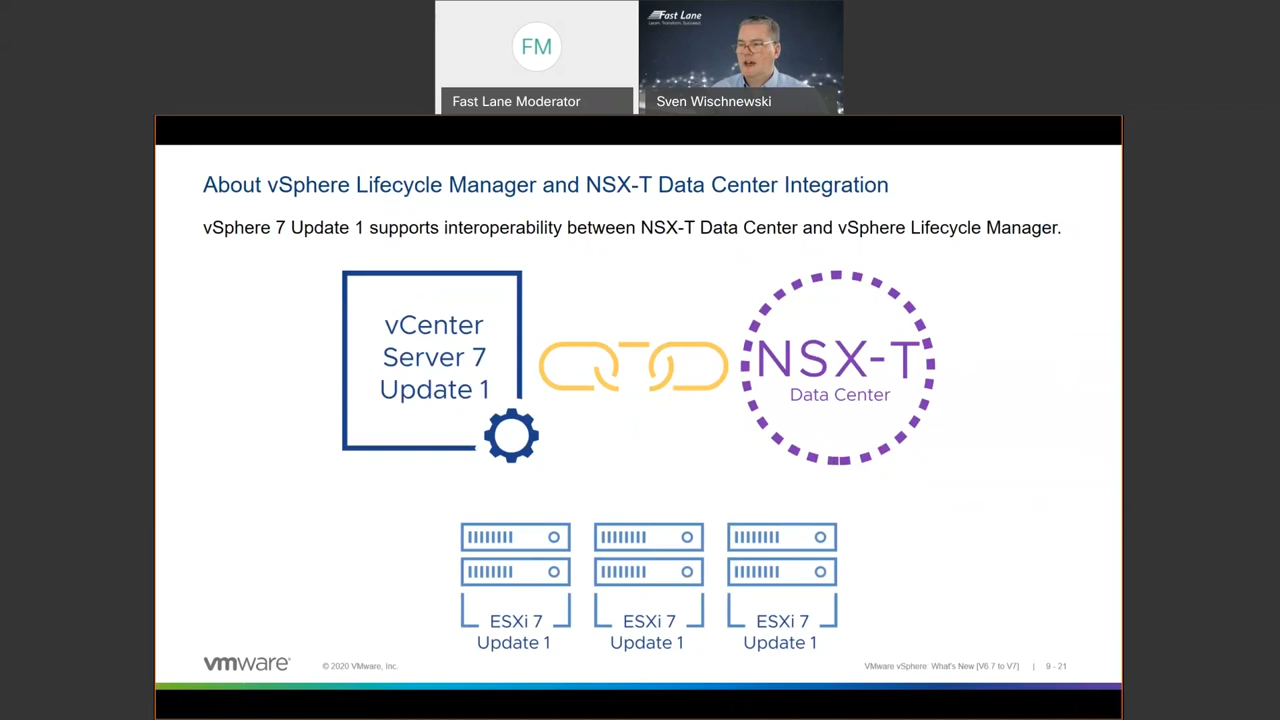 FM
Fast Lane Moderator
Fast Lane
Learn. Transform. Succeed.
Sven Wischnewski
About vSphere Lifecycle Manager and NSX-T Data Center Integration
vSphere 7 Update 1 supports interoperability between NSX-T Data Center and vSphere Lifecycle Manager.
vCenter
Server 7
Update 1
NSX-T
Data Center
ESXi 7
Update 1
ESXi 7
Update 1
ESXi 7
Update 1
vmware®
© 2020 VMware, Inc.
VMware vSphere: What's New [V6.7 to V7] | 9 - 21